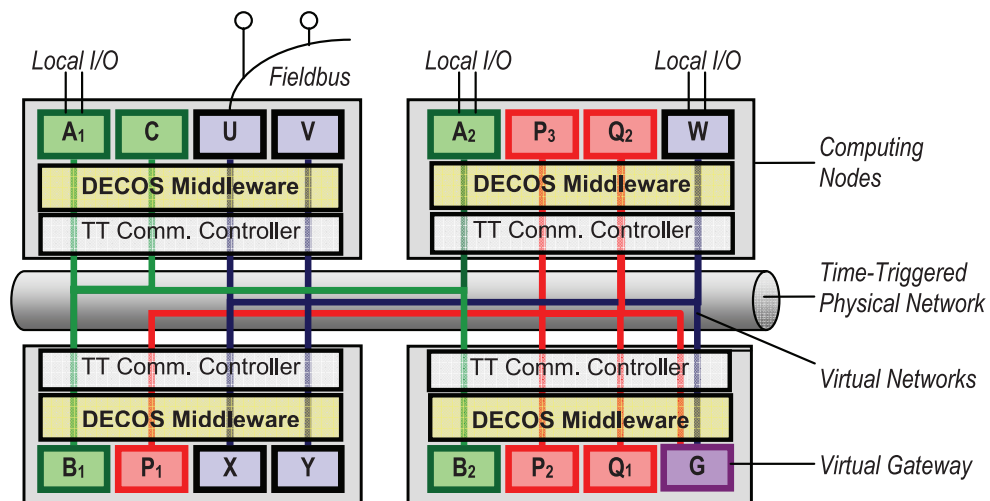 Local I/O
Fieldbus
Local I/O
Local I/O
A1 C U V
A2 P3 Q2 W
DECOS Middleware
DECOS Middleware
TT Comm. Controller
TT Comm. Controller
Computing
Nodes
Time-Triggered
Physical Network
TT Comm. Controller
TT Comm. Controller
Virtual Networks
DECOS Middleware
DECOS Middleware
B1 P1 X Y
B2 P2 Q1 G
Virtual Gateway